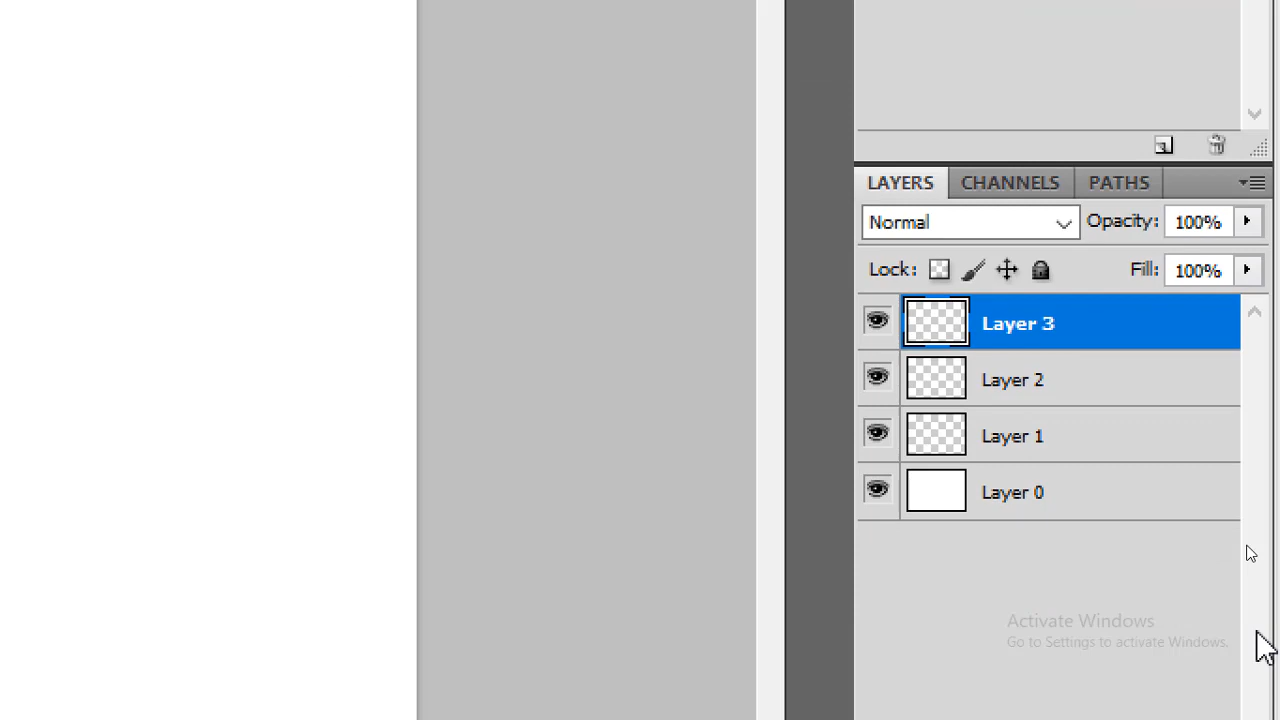 LAYERS CHANNELS PATHS
Normal Opacity: 100%
Lock: Fill: 100%
Layer 3
Layer 2
Layer 1
Layer 0
Activate Windows
Go to Settings to activate Windows.